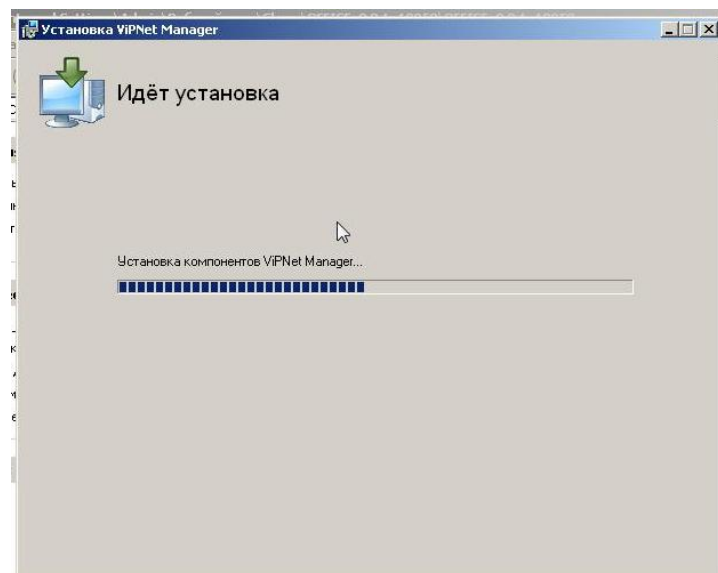 Установка ViPNet Manager
Идёт установка
Установка компонентов ViPNet Manager...